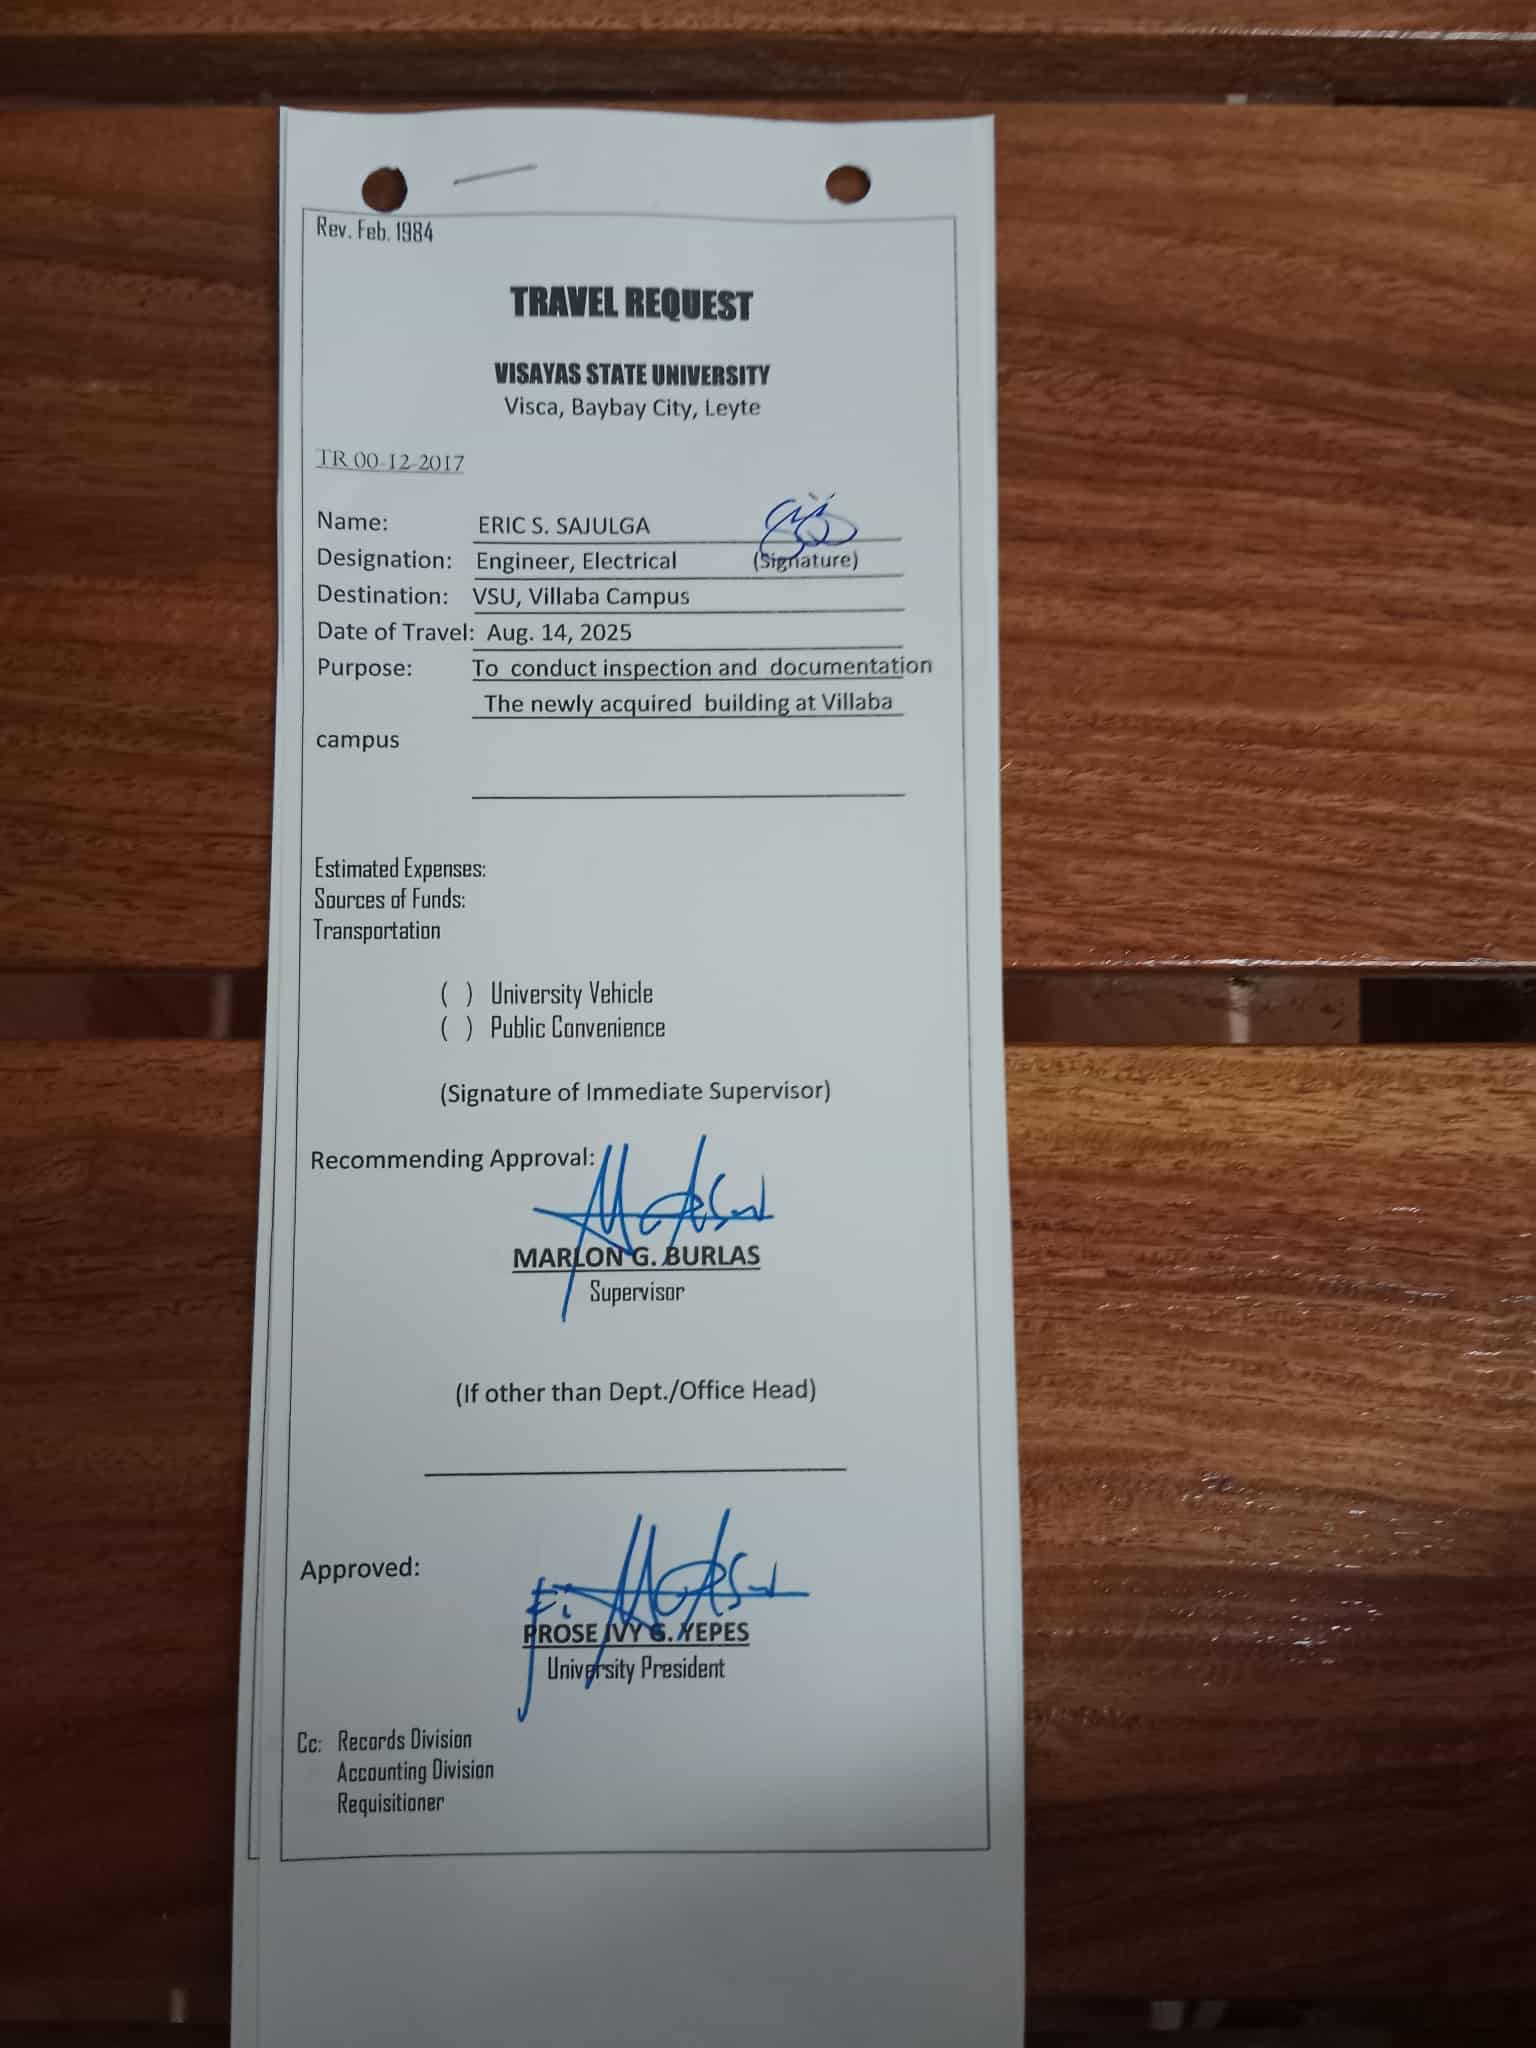 Rev. Feb. 1984
TRAVEL REQUEST
VISAYAS STATE UNIVERSITY
Visca, Baybay City, Leyte
TR 00-12-2017
Name: ERIC S. SAJULGA
Designation: Engineer, Electrical (Signature)
Destination: VSU, Villaba Campus
Date of Travel: Aug. 14, 2025
Purpose: To conduct inspection and documentation
The newly acquired building at Villaba
campus
Estimated Expenses:
Sources of Funds:
Transportation
( ) University Vehicle
( ) Public Convenience
(Signature of Immediate Supervisor)
Recommending Approval:
MARLON G. BURLAS
Supervisor
(If other than Dept./Office Head)
Approved:
PROSE IVY G. YEPES
University President
Cc: Records Division
Accounting Division
Requisitioner